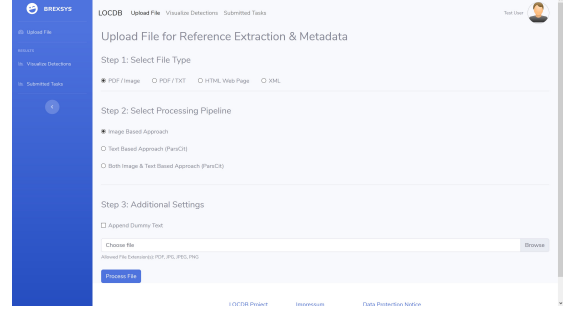 BREXSYS
Upload File
RESULTS
Visualize Detections
Submitted Tasks
LOCDB Upload File Visualize Detections Submitted Tasks
Test User
Upload File for Reference Extraction & Metadata
Step 1: Select File Type
PDF / Image PDF / TXT HTML Web Page XML
Step 2: Select Processing Pipeline
Image Based Approach
Text Based Approach (ParsCit)
Both Image & Text Based Approach (ParsCit)
Step 3: Additional Settings
Append Dummy Text
Choose file Browse
Allowed File Extension(s): PDF, JPG, JPEG, PNG
Process File
LOCDB Project Impressum Data Protection Notice